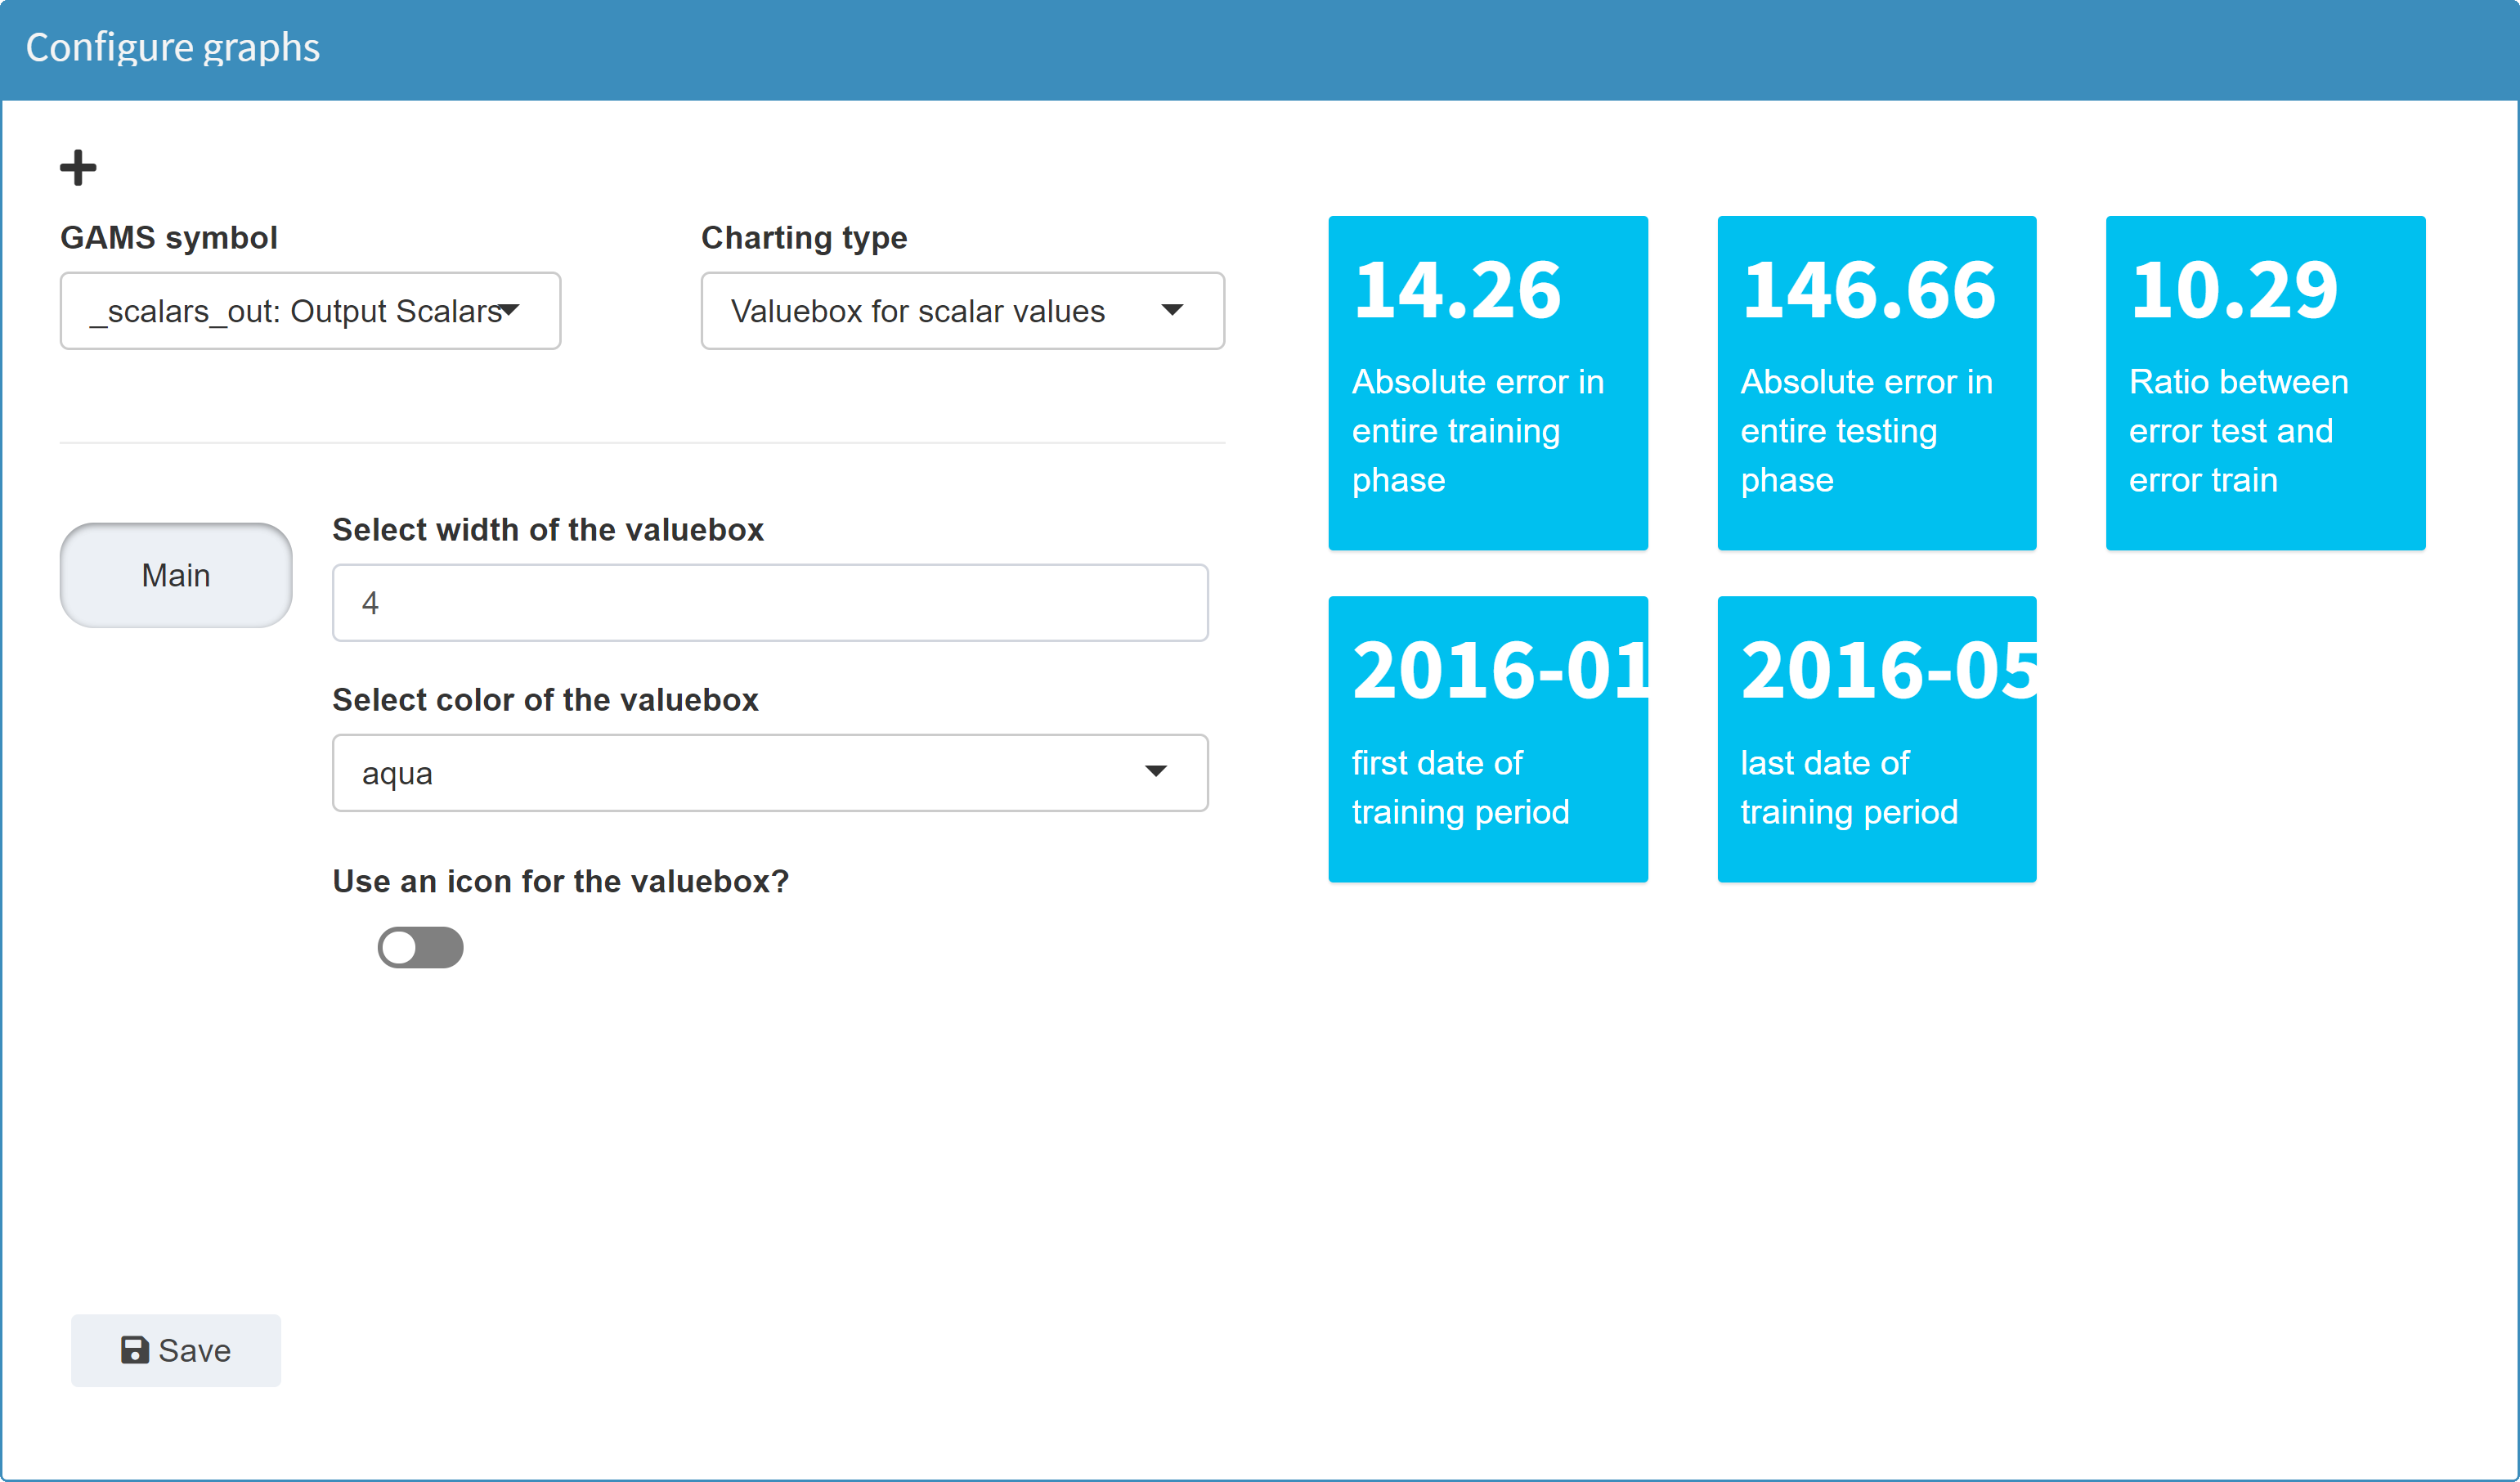 Configure graphs
GAMS symbol
_scalars_out: Output Scalars
Charting type
Valuebox for scalar values
Main
Select width of the valuebox
4
Select color of the valuebox
aqua
Use an icon for the valuebox?
Save
14.26
Absolute error in
entire training
phase
146.66
Absolute error in
entire testing
phase
10.29
Ratio between
error test and
error train
2016-01
first date of
training period
2016-05
last date of
training period